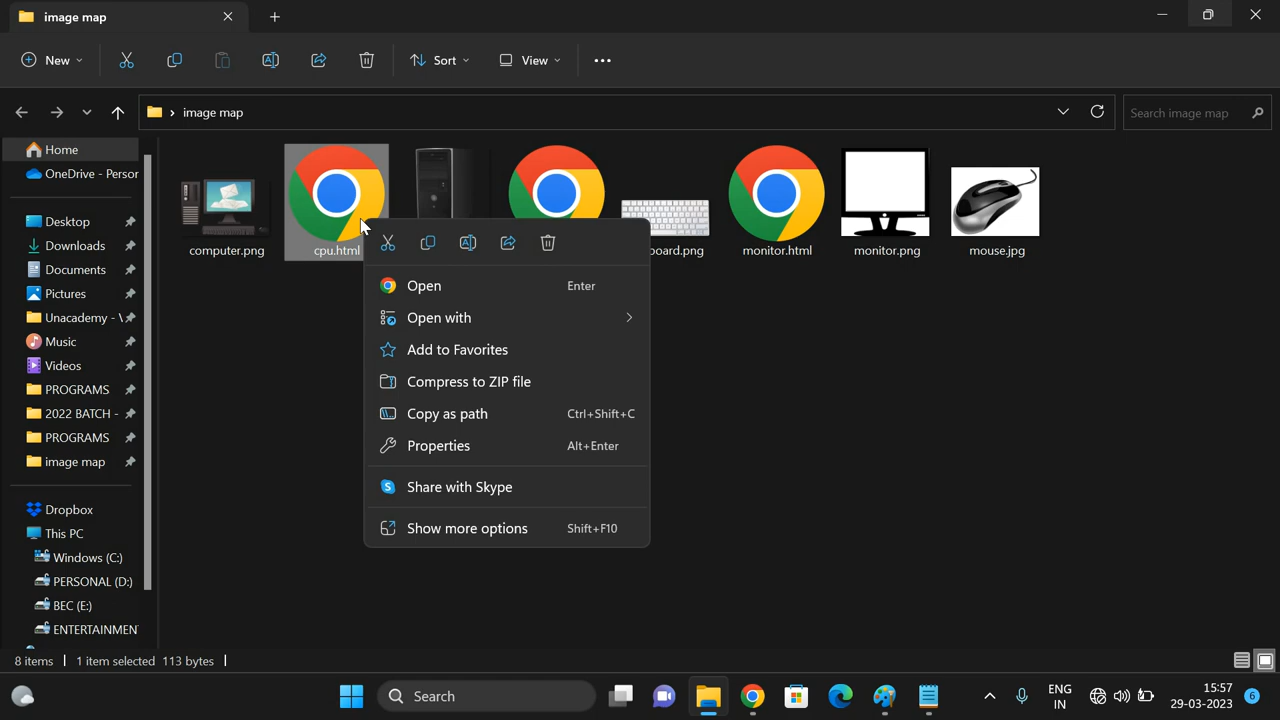 image map
New
Sort
View
image map
Search image map
Home
OneDrive - Persor
Desktop
Downloads
Documents
Pictures
Unacademy - \
Music
Videos
PROGRAMS
2022 BATCH -
PROGRAMS
image map
Dropbox
This PC
Windows (C:)
PERSONAL (D:)
BEC (E:)
ENTERTAINMEN
computer.png
cpu.html
board.png
monitor.html
monitor.png
mouse.jpg
Open Enter
Open with
Add to Favorites
Compress to ZIP file
Copy as path Ctrl+Shift+C
Properties Alt+Enter
Share with Skype
Show more options Shift+F10
8 items 1 item selected 113 bytes
Search
ENG
IN
15:57
29-03-2023
6